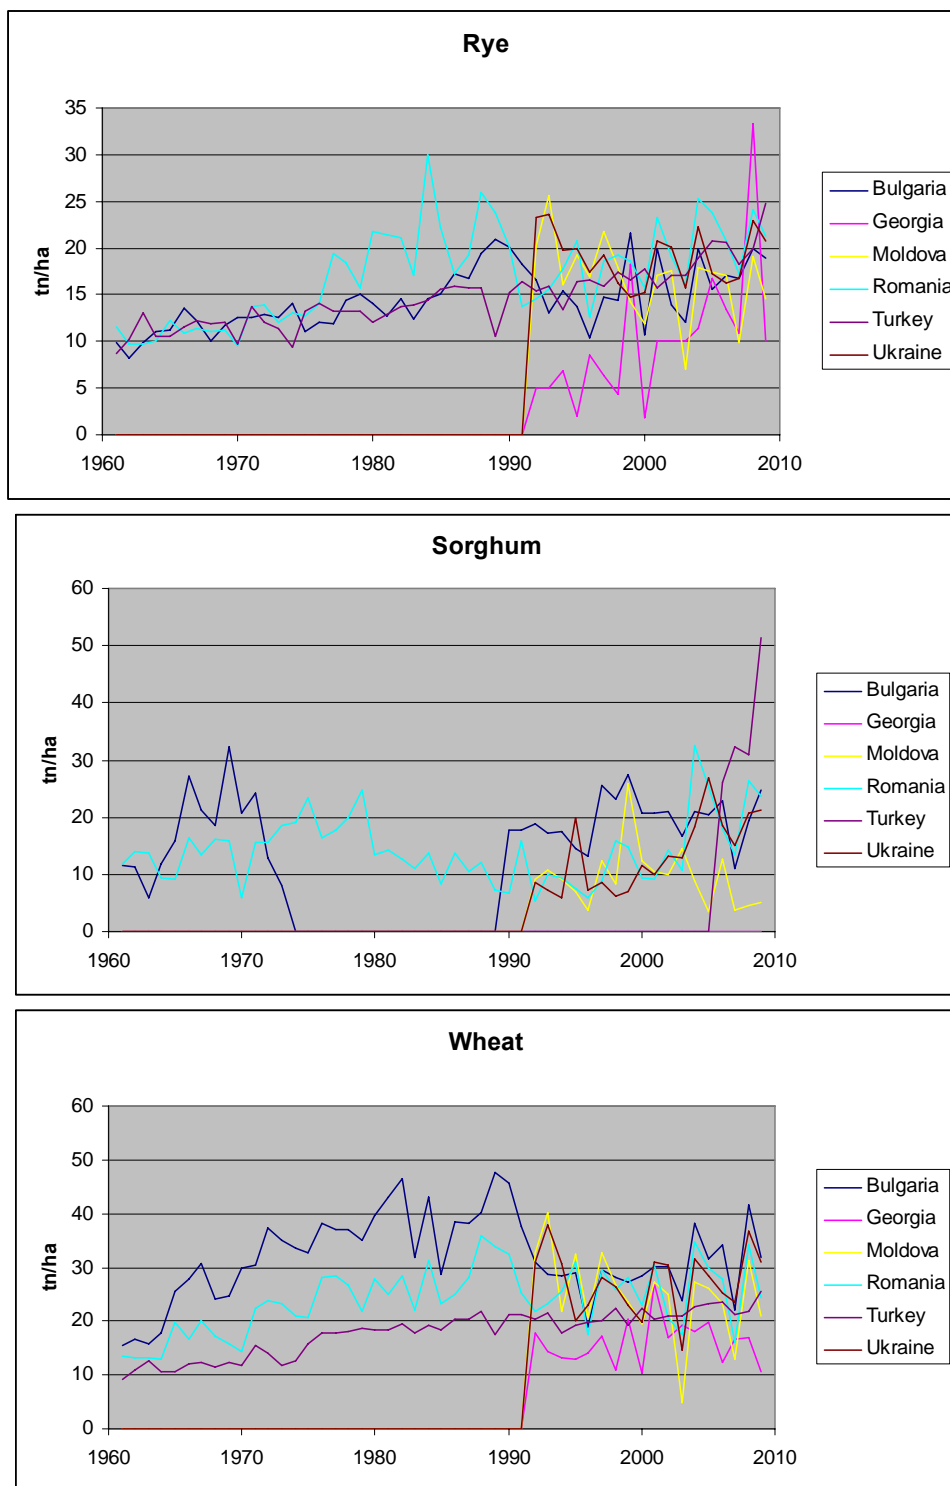 Rye
35
30
25
20
15
10
5
0
tn/ha
1960 1970 1980 1990 2000 2010
Bulgaria
Georgia
Moldova
Romania
Turkey
Ukraine
Sorghum
60
50
40
30
20
10
0
tn/ha
1960 1970 1980 1990 2000 2010
Bulgaria
Georgia
Moldova
Romania
Turkey
Ukraine
Wheat
60
50
40
30
20
10
0
tn/ha
1960 1970 1980 1990 2000 2010
Bulgaria
Georgia
Moldova
Romania
Turkey
Ukraine